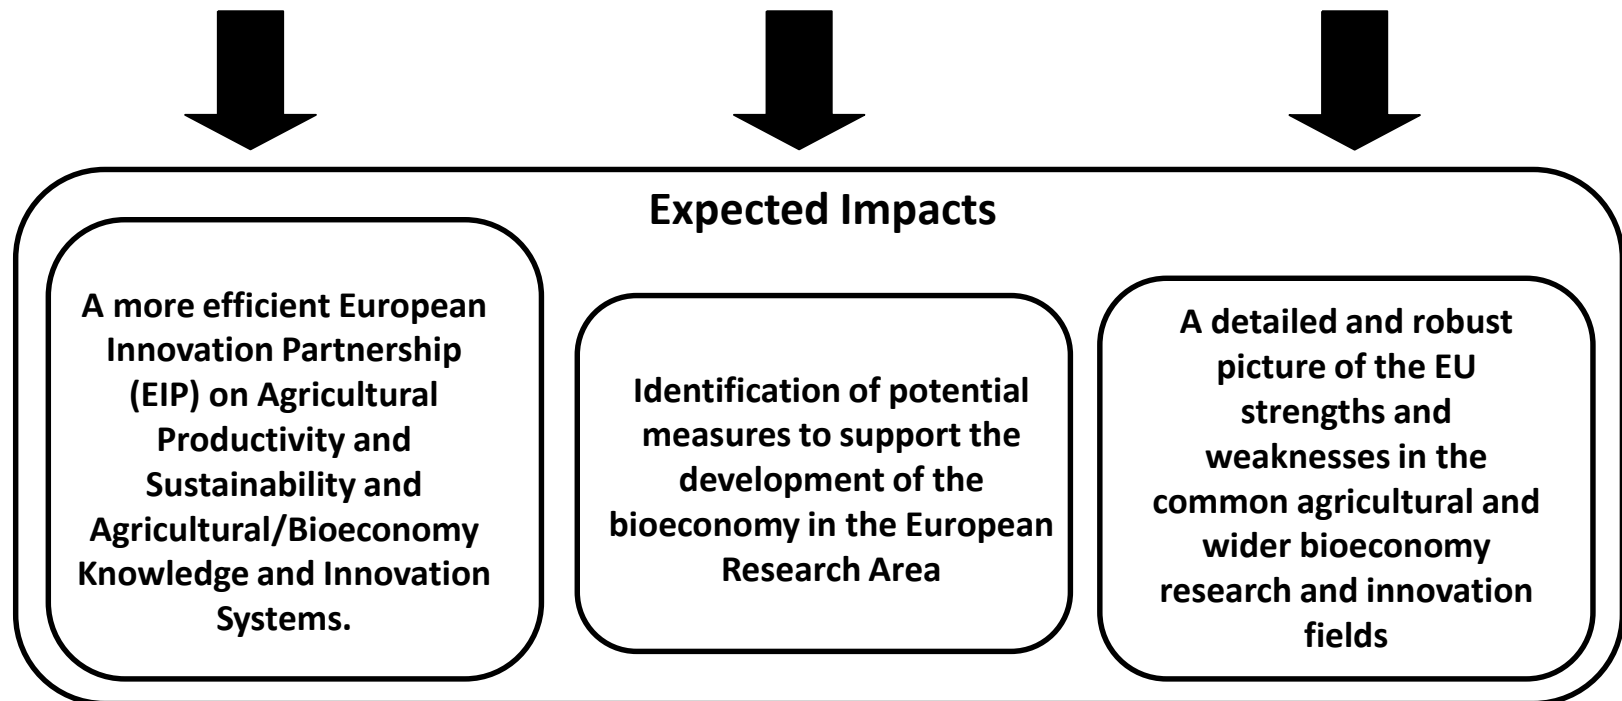 Expected Impacts
A more efficient European
Innovation Partnership
(EIP) on Agricultural
Productivity and
Sustainability and
Agricultural/Bioeconomy
Knowledge and Innovation
Systems.
Identification of potential
measures to support the
development of the
bioeconomy in the European
Research Area
A detailed and robust
picture of the EU
strengths and
weaknesses in the
common agricultural and
wider bioeconomy
research and innovation
fields